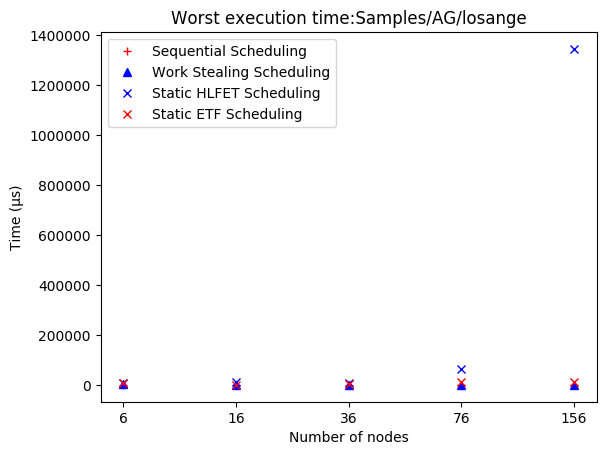 Worst execution time:Samples/AG/losange
1400000
1200000
1000000
800000
600000
400000
200000
0
Time (µs)
Sequential Scheduling
Work Stealing Scheduling
Static HLFET Scheduling
Static ETF Scheduling
6 16 36 76 156
Number of nodes